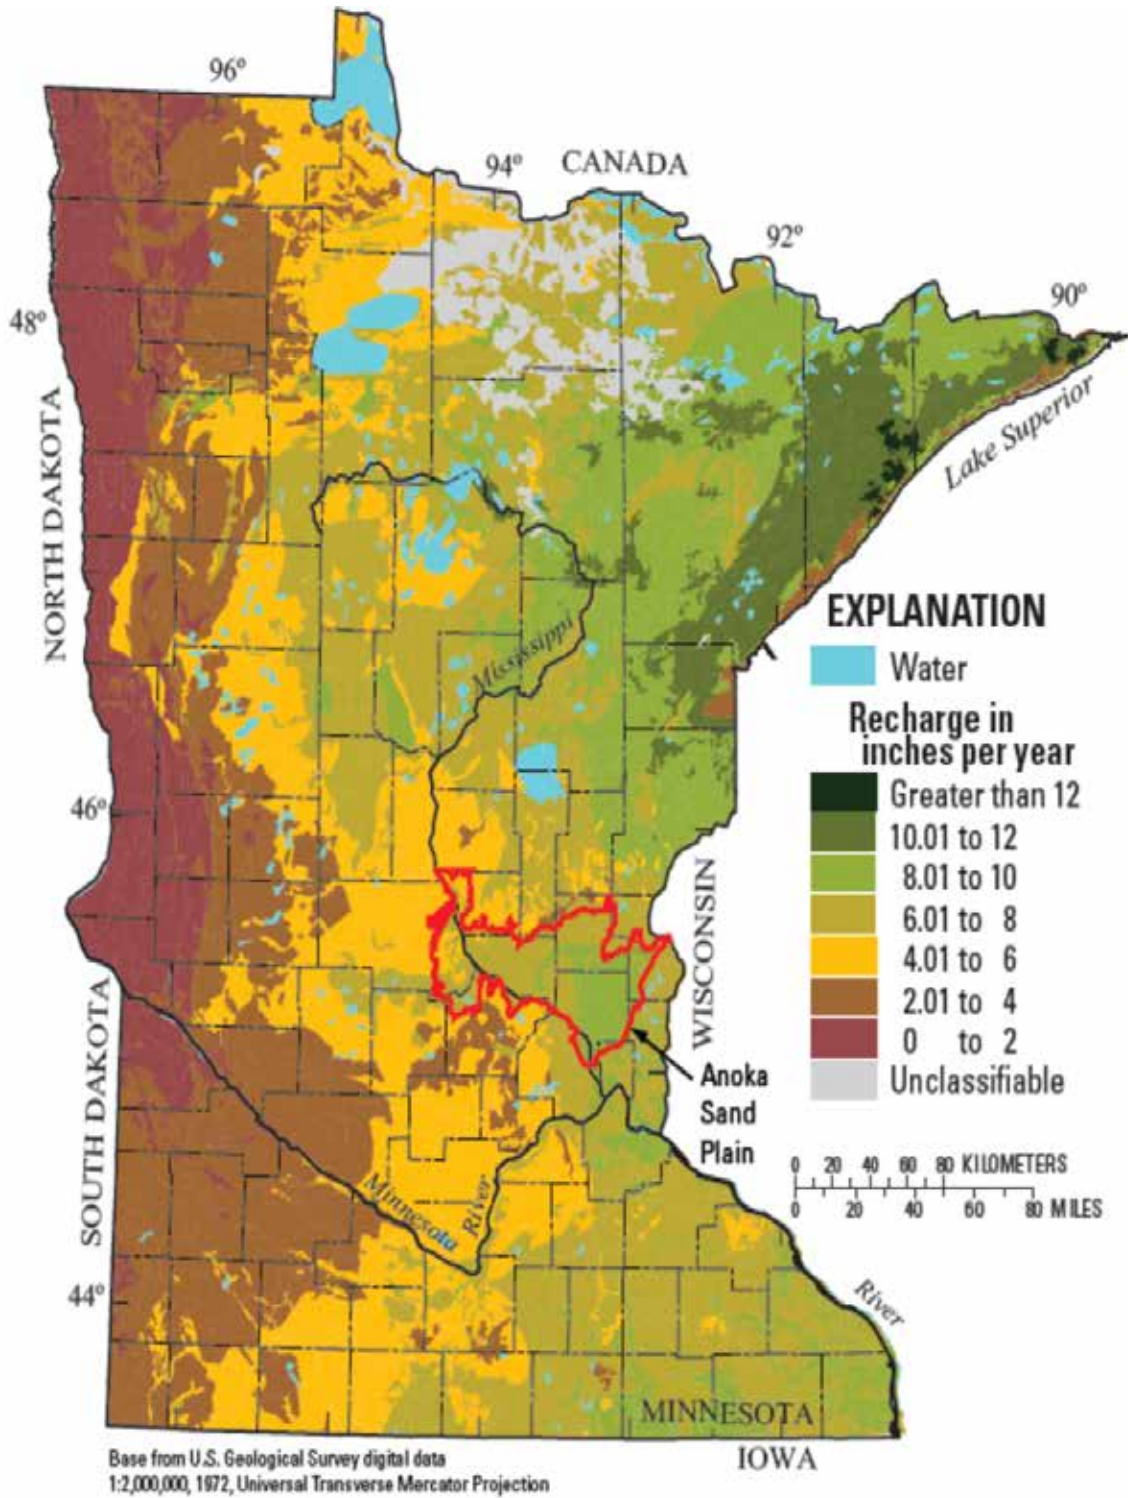 96°
94°
CANADA
92°
90°
48°
NORTH DAKOTA
Lake Superior
EXPLANATION
Water
Mississippi
Recharge in
inches per year
Greater than 12
10.01 to 12
8.01 to 10
6.01 to 8
4.01 to 6
2.01 to 4
0 to 2
Unclassifiable
46°
WISCONSIN
SOUTH DAKOTA
Anoka
Sand
Plain
0 20 40 60 80 KILOMETERS
0 20 40 60 80 MILES
Minnesota
River
44°
River
MINNESOTA
IOWA
Base from U.S. Geological Survey digital data
1:2,000,000, 1972, Universal Transverse Mercator Projection